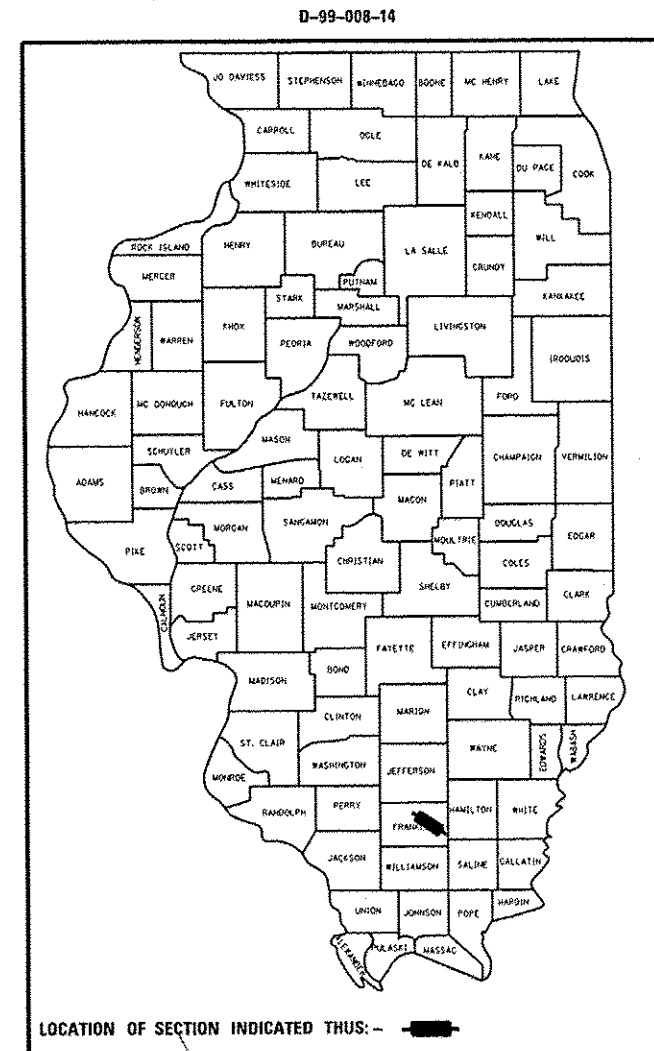 D-99-008-14
JO DAVIESS STEPHENSON WINNEBAGO BOONE MC HENRY LAKE
CARROLL OGLE DE KALB KANE DU PAGE COOK
WHITESIDE LEE
KENDALL WILL
ROCK ISLAND HENRY BUREAU LA SALLE GRUNDY
MERCER PUTNAM KANKAKEE
STARK MARSHALL
HENDERSON WARREN KNOX PEORIA WOODFORD LIVINGSTON IROQUOIS
HANCOCK MC DONOUGH FULTON TAZEWELL MC LEAN FORD
MASON
SCHUYLER LOGAN DE WITT CHAMPAIGN VERMILION
ADAMS BROWN CASS MENARD MACON PIATT
MORGAN SANGAMON DOUGLAS EDGAR
PIKE SCOTT CHRISTIAN MOULTRIE COLES
GREENE SHELBY
CALHOUN MACOUPIN MONTGOMERY CUMBERLAND CLARK
JERSEY FAYETTE EFFINGHAM JASPER CRAWFORD
MADISON BOND
CLAY RICHLAND LAWRENCE
CLINTON MARION
ST. CLAIR WAYNE EDWARDS WABASH
WASHINGTON JEFFERSON
MONROE
RANDOLPH PERRY HAMILTON WHITE
FRANK
JACKSON WILLIAMSON SALINE GALLATIN
UNION JOHNSON POPE HARDIN
ALEXANDER PULASKI MASSAC
LOCATION OF SECTION INDICATED THUS: -